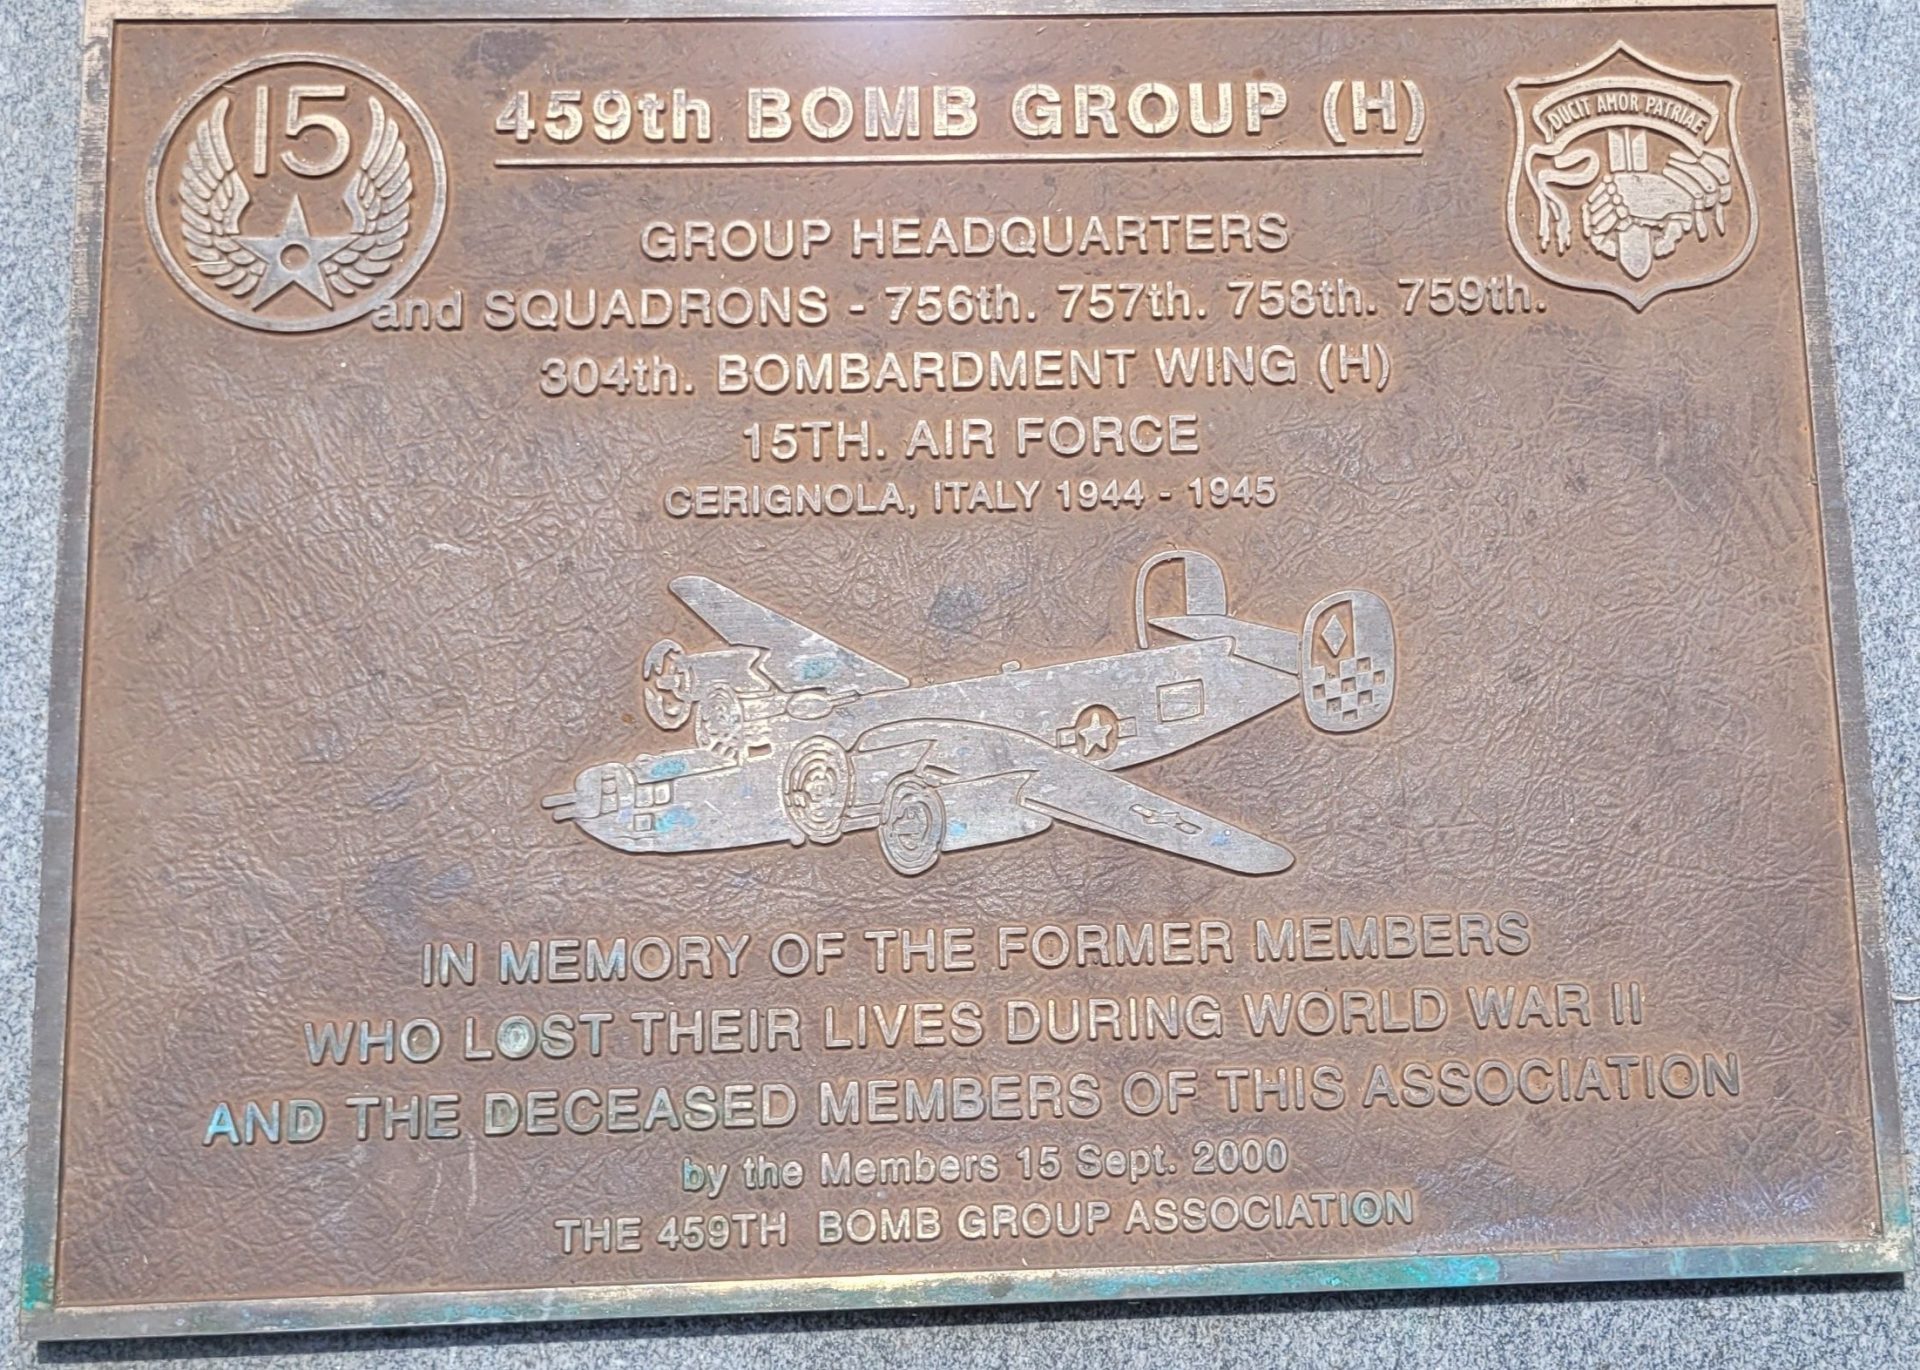 15
459th BOMB GROUP (H)
DUCIT AMOR PATRIAE
GROUP HEADQUARTERS
and SQUADRONS - 756th. 757th. 758th. 759th.
304th. BOMBARDMENT WING (H)
15TH. AIR FORCE
CERIGNOLA, ITALY 1944 - 1945
IN MEMORY OF THE FORMER MEMBERS
WHO LOST THEIR LIVES DURING WORLD WAR II
AND THE DECEASED MEMBERS OF THIS ASSOCIATION
by the Members 15 Sept. 2000
THE 459TH BOMB GROUP ASSOCIATION